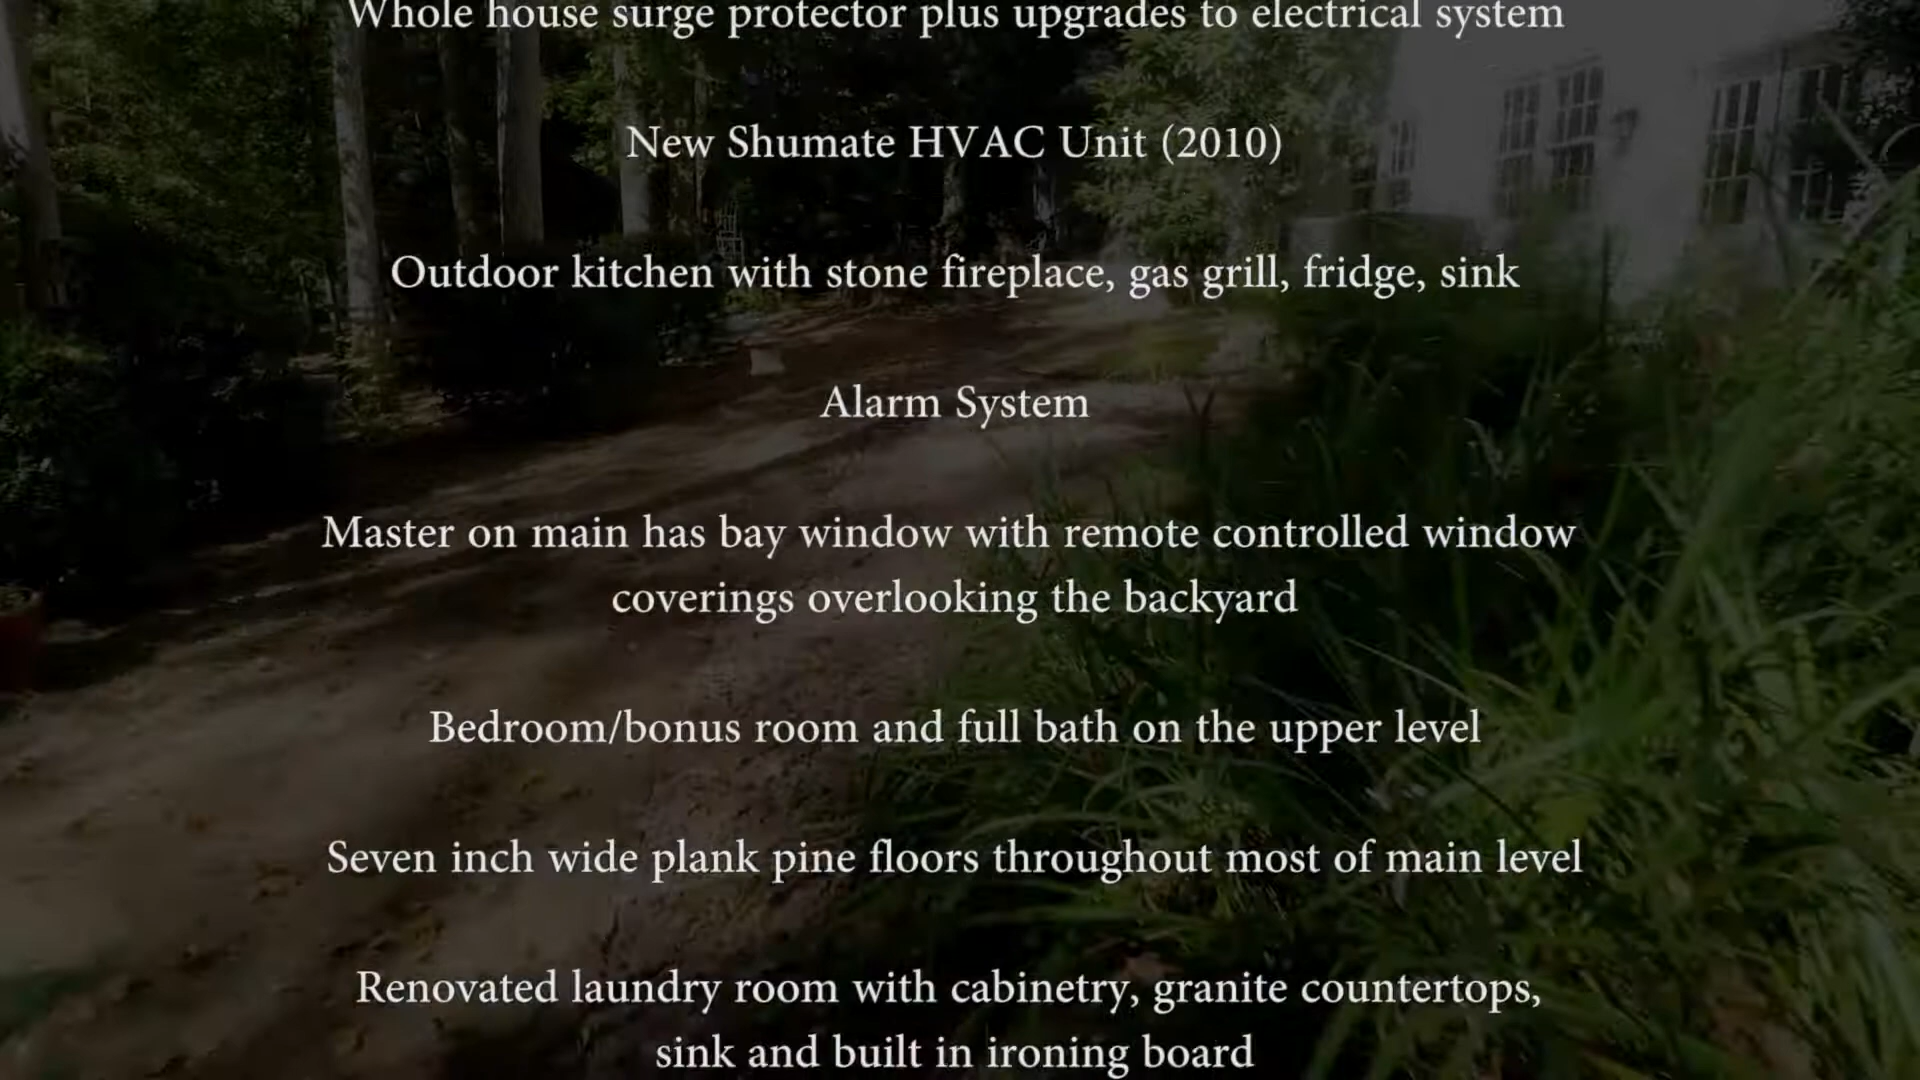 Whole house surge protector plus upgrades to electrical system
New Shumate HVAC Unit (2010)
Outdoor kitchen with stone fireplace, gas grill, fridge, sink
Alarm System
Master on main has bay window with remote controlled window
coverings overlooking the backyard
Bedroom/bonus room and full bath on the upper level
Seven inch wide plank pine floors throughout most of main level
Renovated laundry room with cabinetry, granite countertops,
sink and built in ironing board